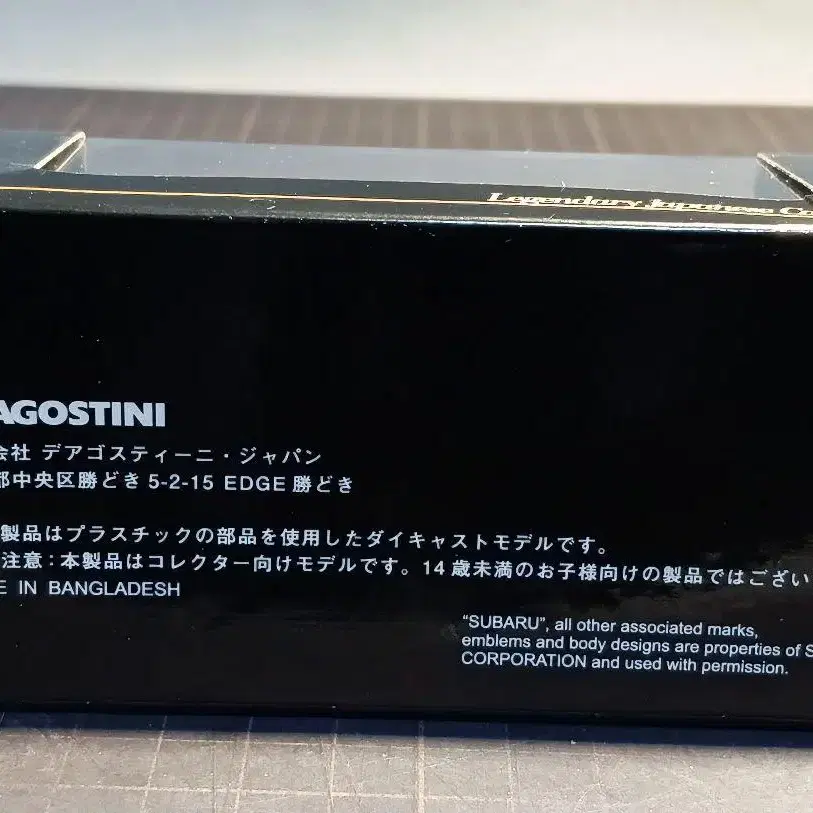 Legendary Japanese Ca
AGOSTINI
会社 デアゴスティーニ・ジャパン
都中央区勝どき 5-2-15 EDGE 勝どき
製品はプラスチックの部品を使用したダイキャストモデルです。
注意：本製品はコレクター向けモデルです。14 歳未満のお子様向けの製品ではござい
E IN BANGLADESH
“SUBARU”, all other associated marks,
emblems and body designs are properties of S
CORPORATION and used with permission.